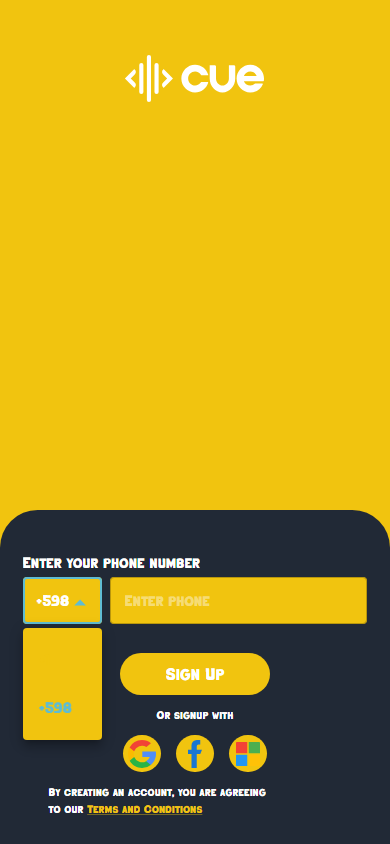 cue
Enter your phone number
+598
Enter phone
+598
Sign Up
Or signup with
By creating an account, you are agreeing
to our Terms and Conditions